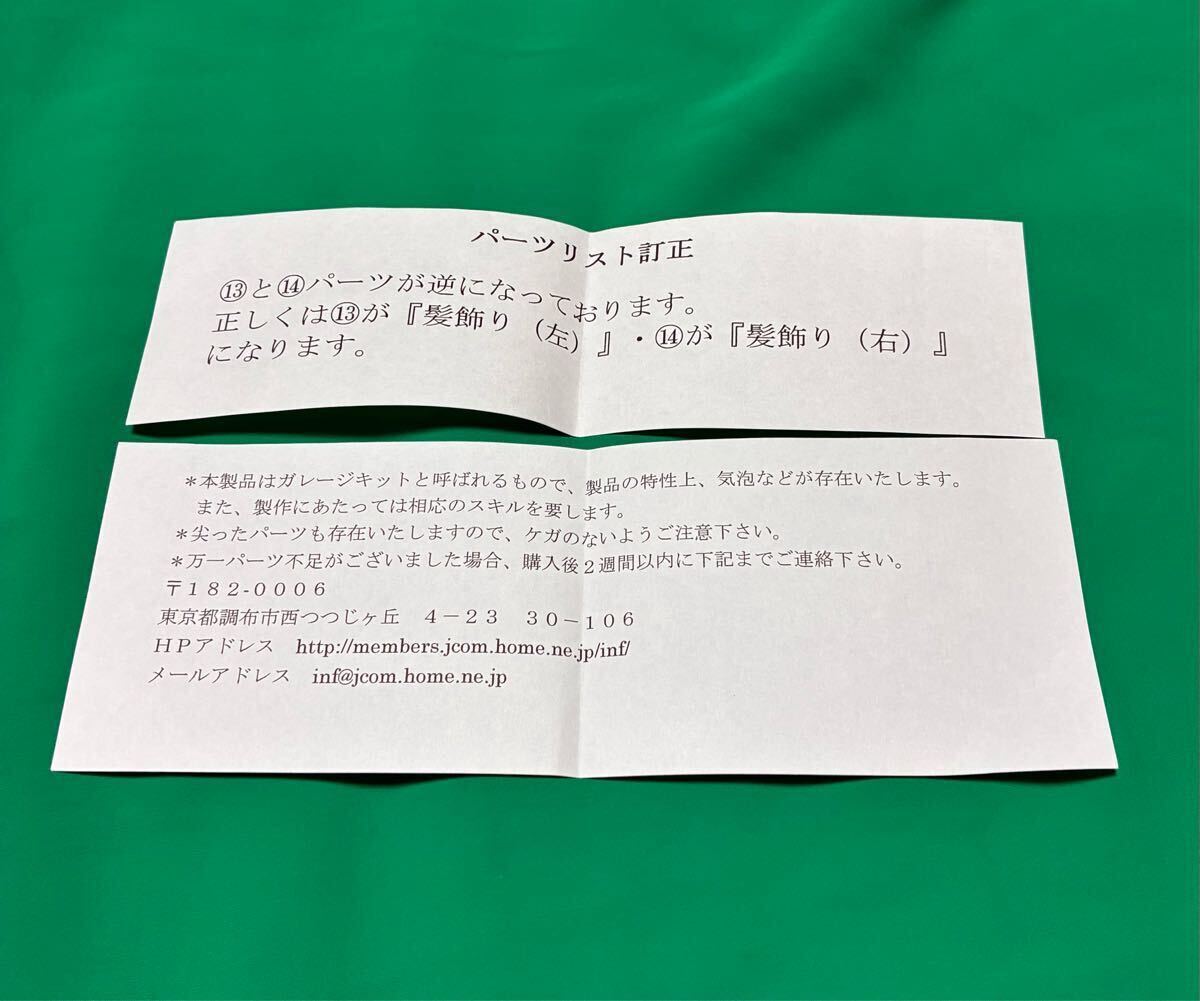 パーツリスト訂正
⑬と⑭パーツが逆になっております。
正しくは⑬が『髪飾り（左）』・⑭が『髪飾り（右）』
になります。
＊本製品はガレージキットと呼ばれるもので、製品の特性上、気泡などが存在いたします。
また、製作にあたっては相応のスキルを要します。
＊尖ったパーツも存在いたしますので、ケガのないようご注意下さい。
＊万一パーツ不足がございました場合、購入後２週間以内に下記までご連絡下さい。
〒１８２-０００６
東京都調布市西つつじヶ丘　４－２３　３０－１０６
ＨＰアドレス　http://members.jcom.home.ne.jp/inf/
メールアドレス　inf@jcom.home.ne.jp